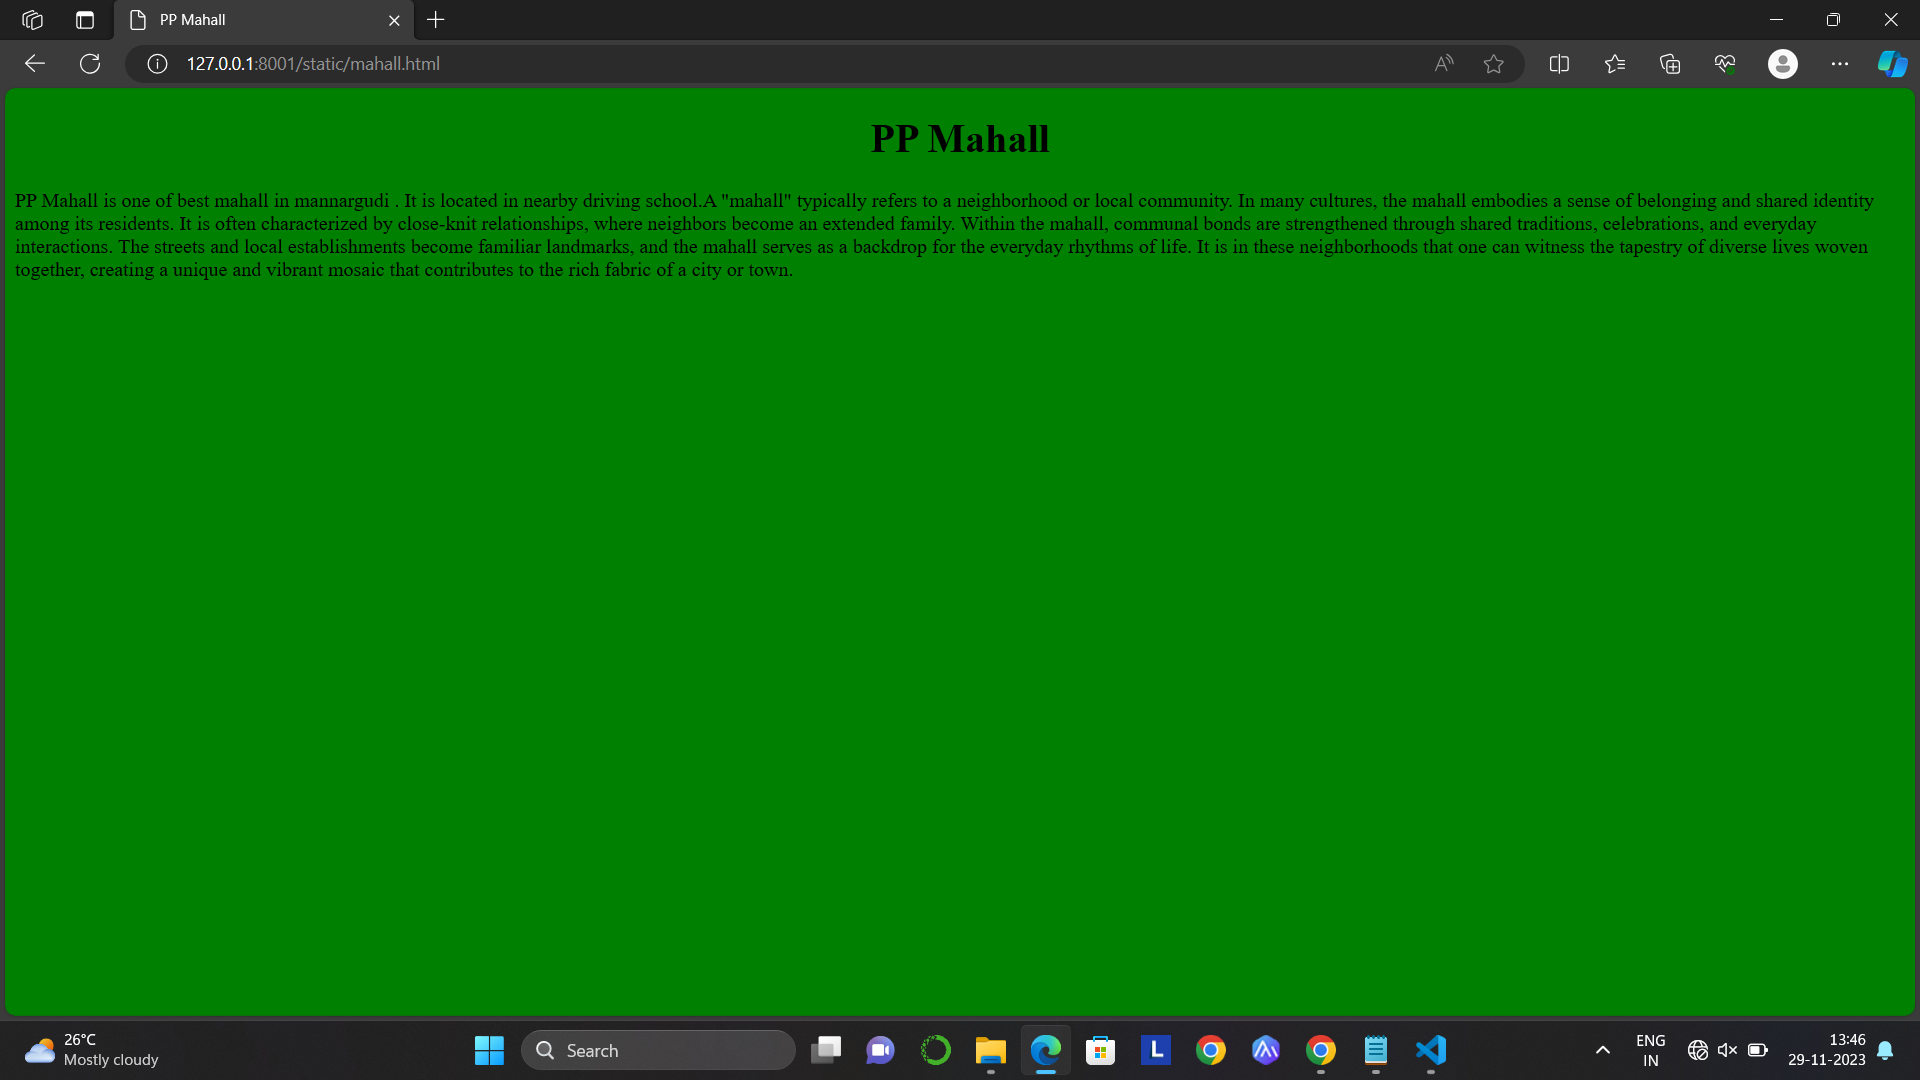 PP Mahall
127.0.0.1:8001/static/mahall.html
PP Mahall
PP Mahall is one of best mahall in mannargudi . It is located in nearby driving school.A "mahall" typically refers to a neighborhood or local community. In many cultures, the mahall embodies a sense of belonging and shared identity
among its residents. It is often characterized by close-knit relationships, where neighbors become an extended family. Within the mahall, communal bonds are strengthened through shared traditions, celebrations, and everyday
interactions. The streets and local establishments become familiar landmarks, and the mahall serves as a backdrop for the everyday rhythms of life. It is in these neighborhoods that one can witness the tapestry of diverse lives woven
together, creating a unique and vibrant mosaic that contributes to the rich fabric of a city or town.
26°C
Mostly cloudy
Search
L
ENG
IN
13:46
29-11-2023